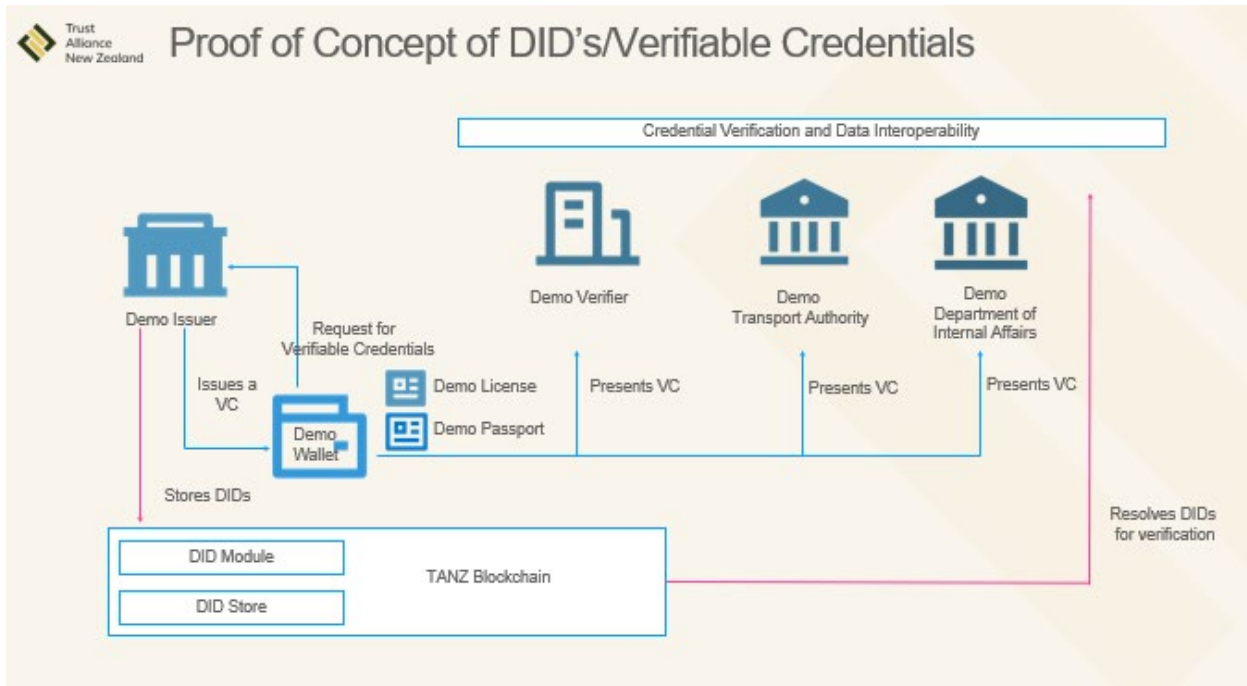 Trust
Alliance
New Zealand
Proof of Concept of DID's/Verifiable Credentials
Credential Verification and Data Interoperability
Demo Issuer
Demo Verifier
Demo
Transport Authority
Demo
Department of
Internal Affairs
Request for
Verifiable Credentials
Issues a
VC
Demo License
Demo Passport
Presents VC
Presents VC
Presents VC
Demo
Wallet
Stores DIDs
Resolves DIDs
for verification
DID Module
TANZ Blockchain
DID Store